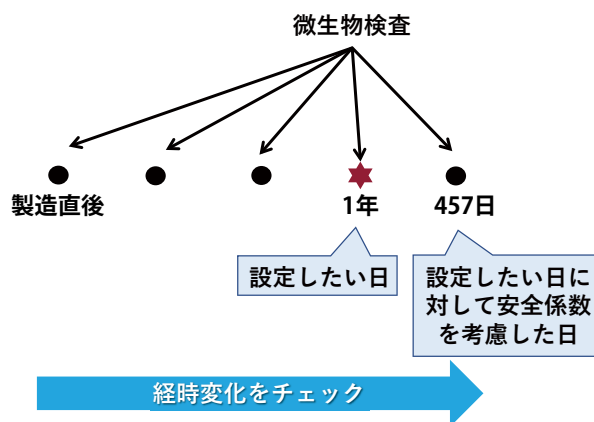 微生物検査
製造直後
1年
457日
設定したい日
設定したい日に
対して安全係数
を考慮した日
経時変化をチェック